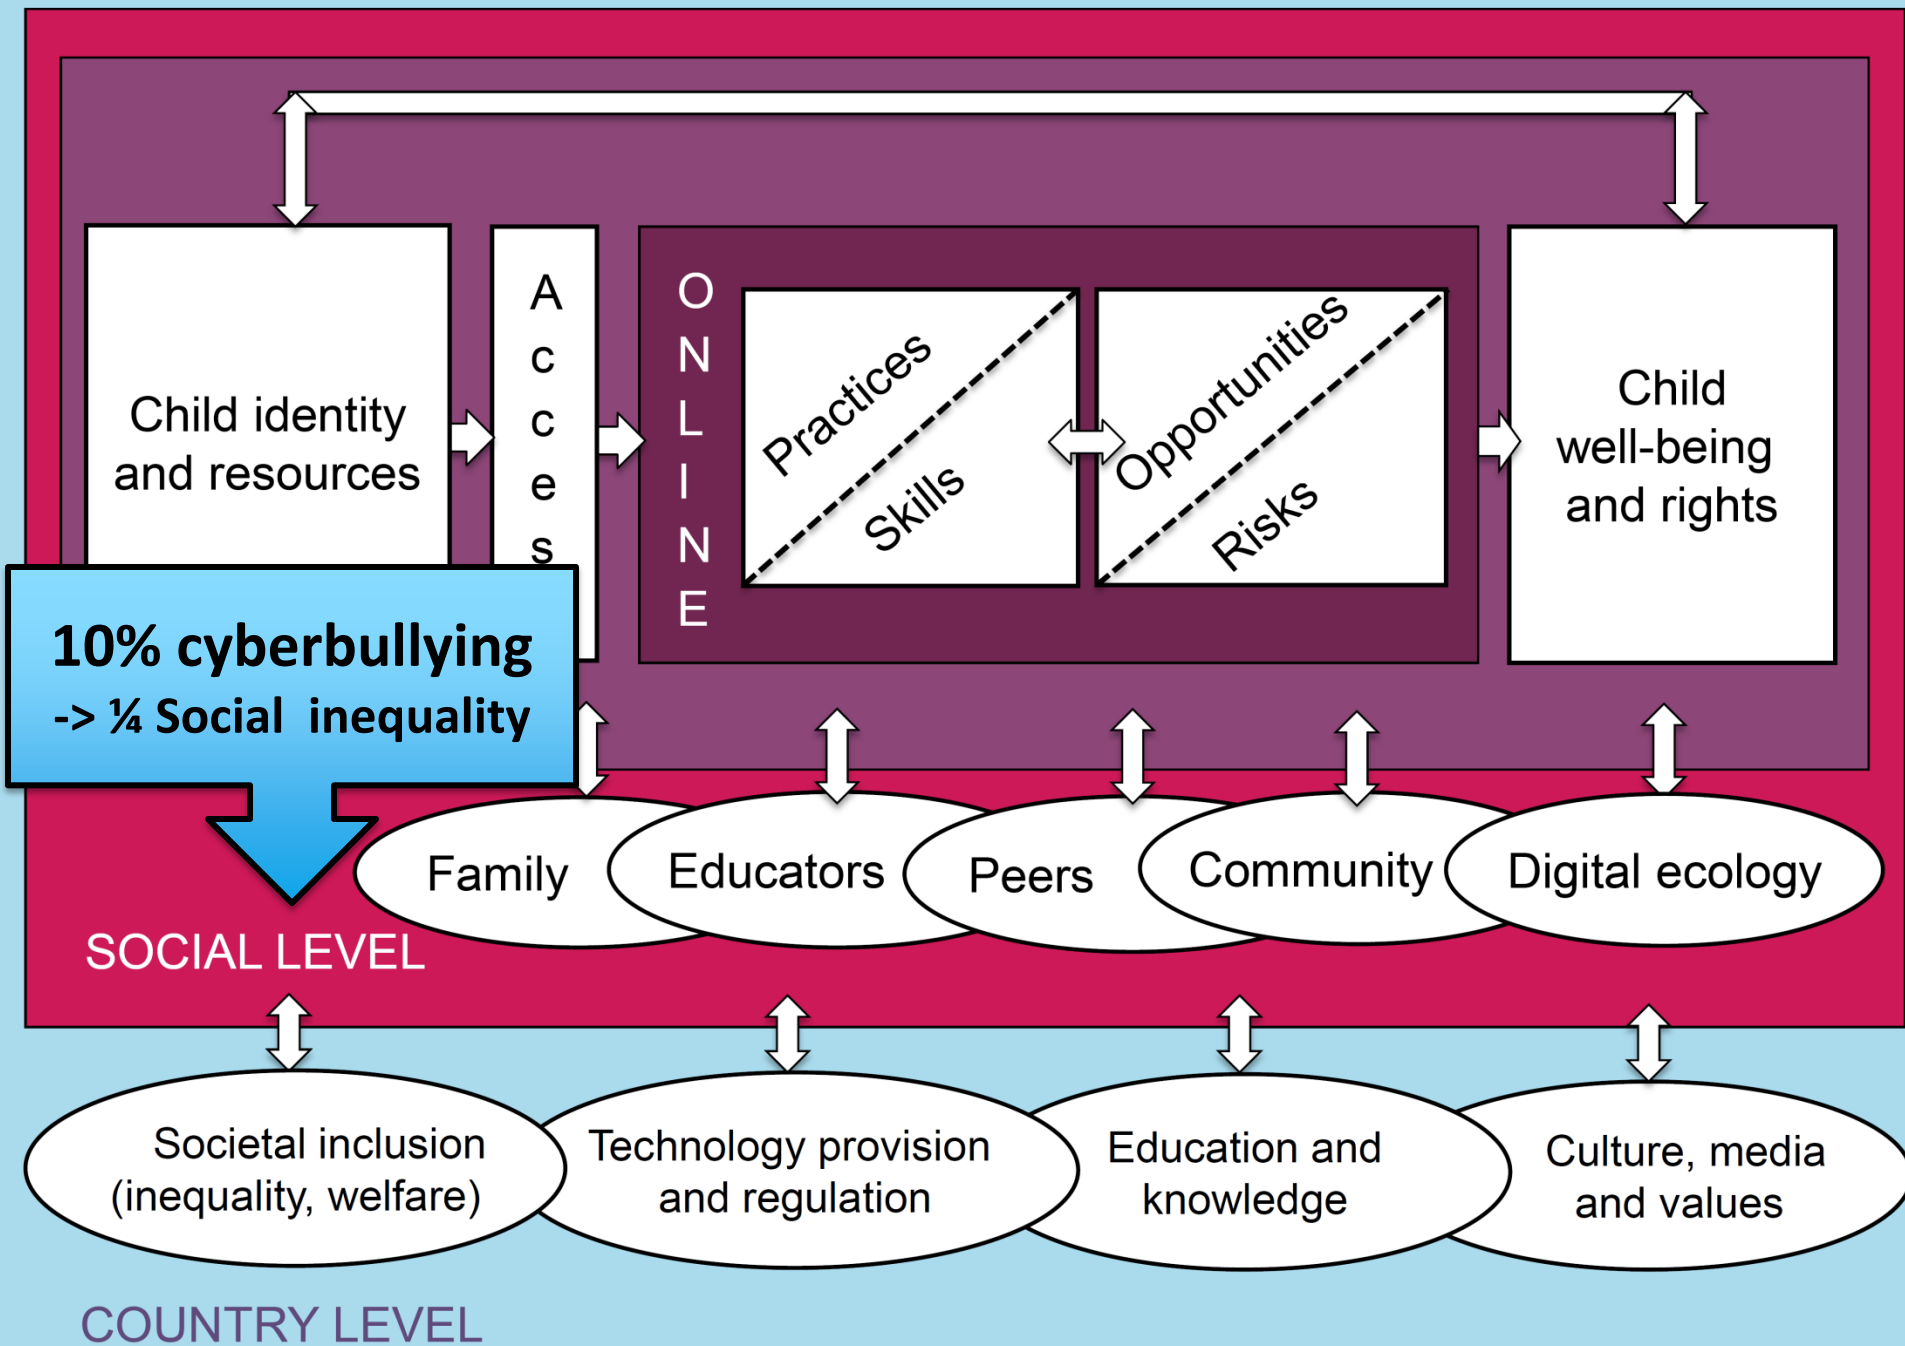 Child identity
and resources
Acces
ONLINE
Practices
Skills
Opportunities
Risks
Child
well-being
and rights
10% cyberbullying
-> ¼ Social inequality
Family
Educators
Peers
Community
Digital ecology
SOCIAL LEVEL
Societal inclusion
(inequality, welfare)
Technology provision
and regulation
Education and
knowledge
Culture, media
and values
COUNTRY LEVEL